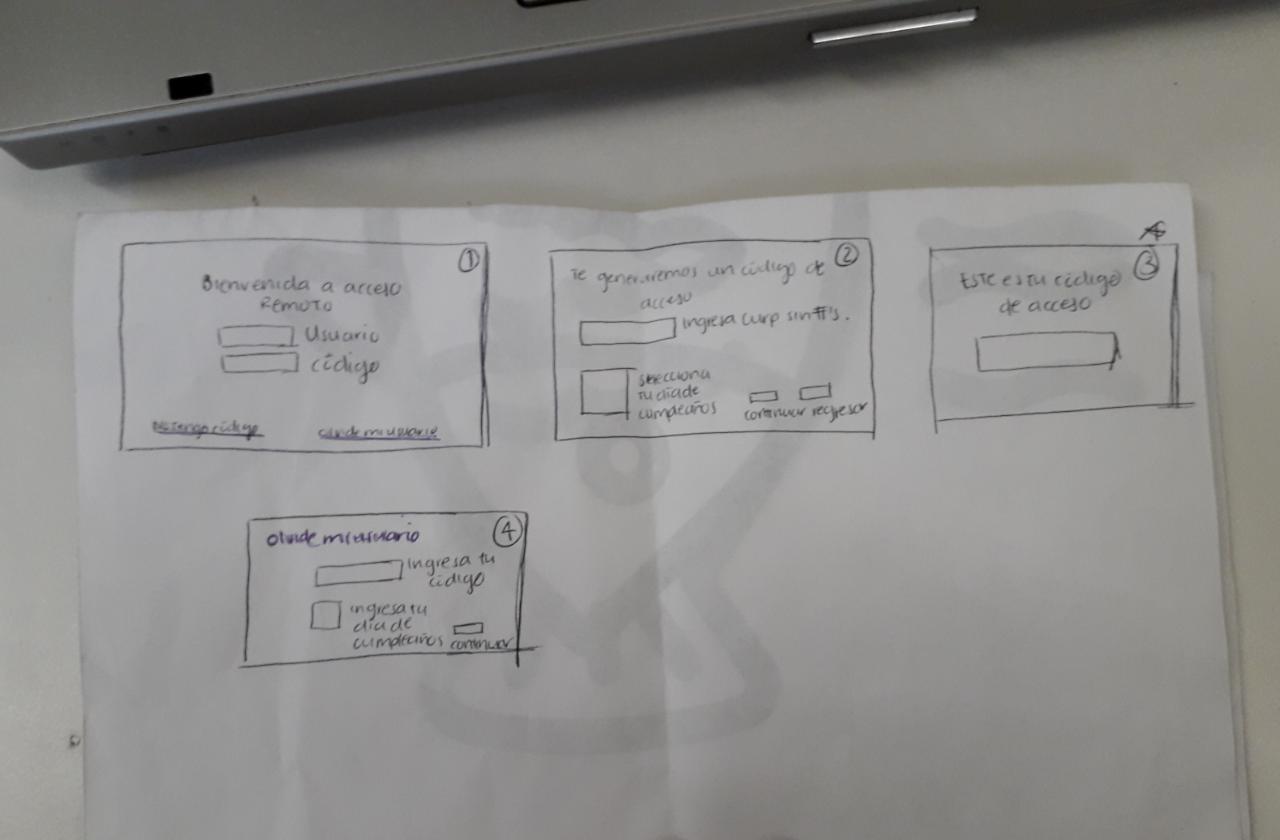 ①
Bienvenida a acceso
Remoto
Usuario
código
No tengo código
olvide mi usuario
②
Te generaremos un código de
acceso
Ingresa curp sin #'s.
selecciona
tu dia de
cumpleaños
continuar regresar
③
Este es tu código
de acceso
④
olvide mi usuario
Ingresa tu
código
ingresa tu
dia de
cumpleaños
continuar